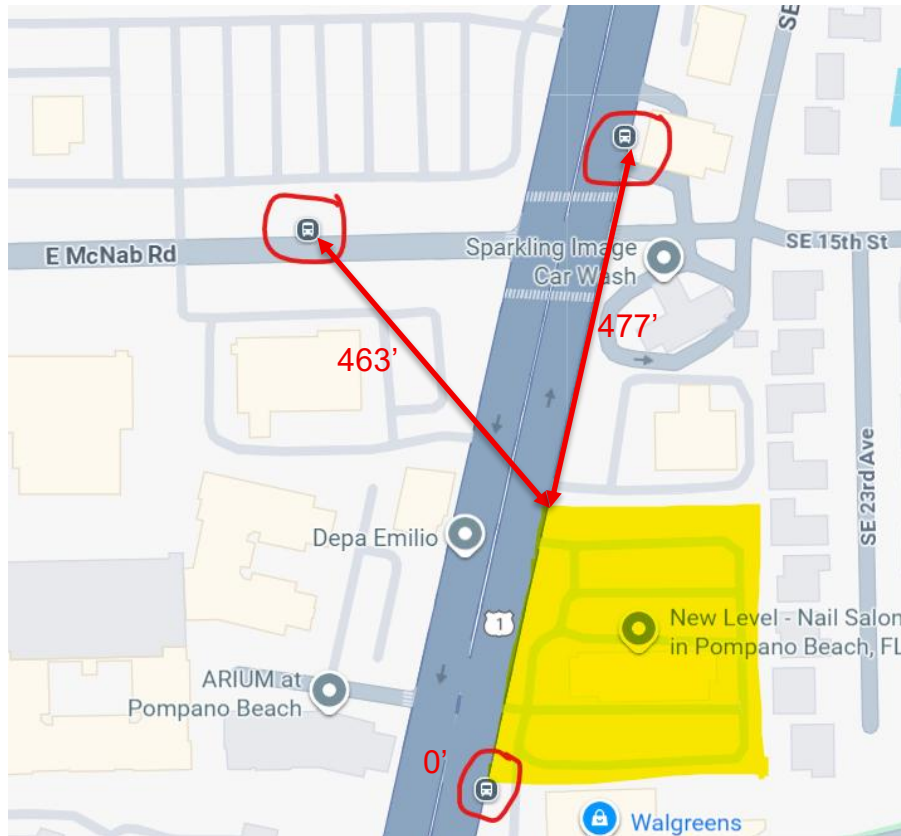 SE
E McNab Rd
Sparkling Image
Car Wash
SE 15th St
463’
477’
SE 23rd Ave
Depa Emilio
1
New Level - Nail Salon
in Pompano Beach, FL
ARIUM at
Pompano Beach
0’
Walgreens